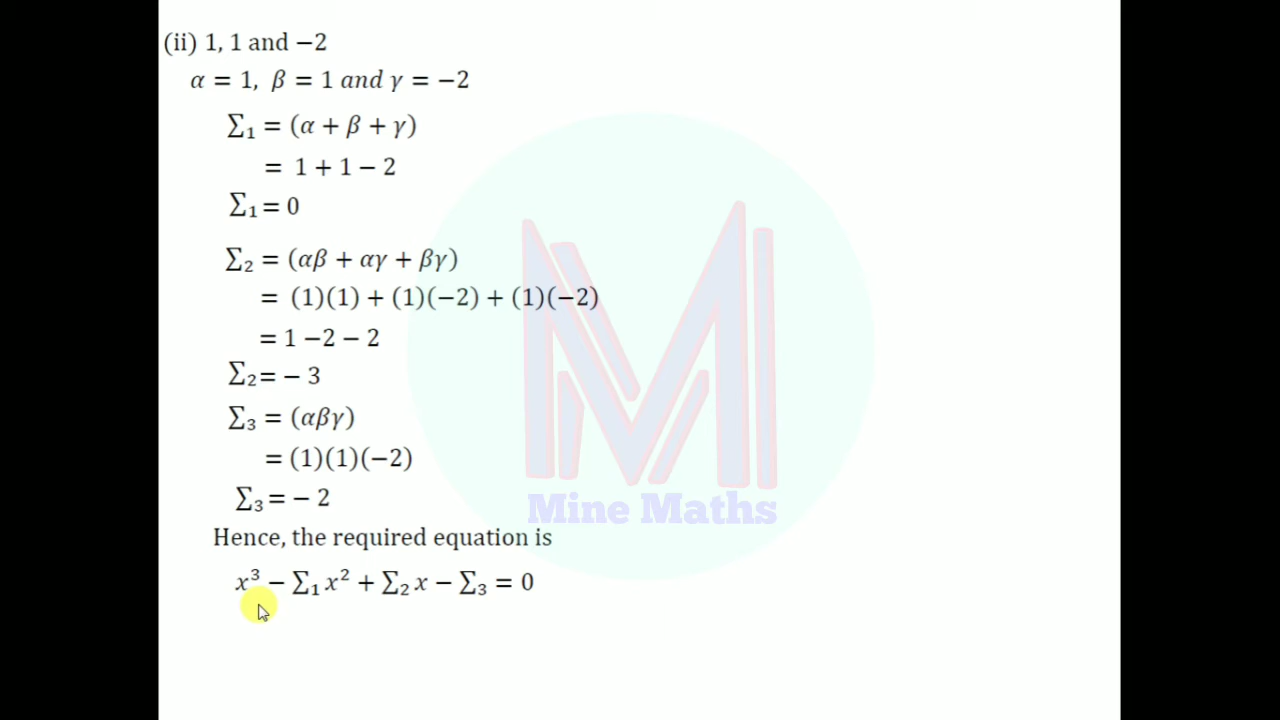 (ii) 1, 1 and −2
α = 1, β = 1 and γ = −2
∑₁ = (α + β + γ)
= 1 + 1 − 2
∑₁ = 0
∑₂ = (αβ + αγ + βγ)
= (1)(1) + (1)(−2) + (1)(−2)
= 1 −2 − 2
∑₂= − 3
∑₃ = (αβγ)
= (1)(1)(−2)
∑₃ = − 2
Mine Maths
Hence, the required equation is
x³ − ∑₁ x² + ∑₂ x − ∑₃ = 0